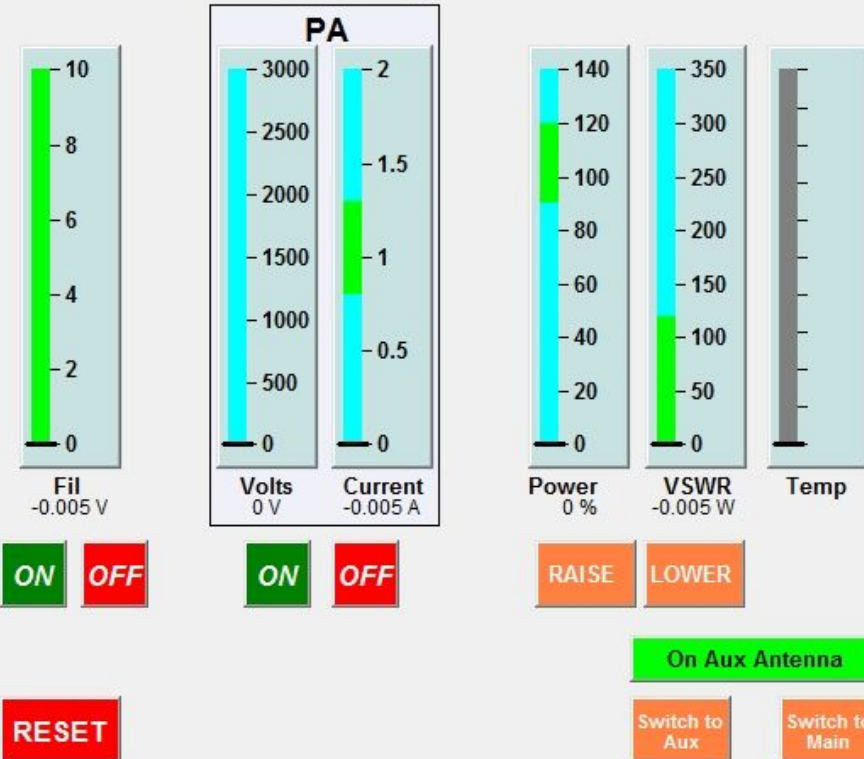 PA
10
8
6
4
2
0
Fil
-0.005 V
3000
2500
2000
1500
1000
500
0
Volts
0 V
2
1.5
1
0.5
0
Current
-0.005 A
140
120
100
80
60
40
20
0
Power
0 %
350
300
250
200
150
100
50
0
VSWR
-0.005 W
Temp
ON
OFF
ON
OFF
RAISE
LOWER
On Aux Antenna
RESET
Switch to
Aux
Switch to
Main